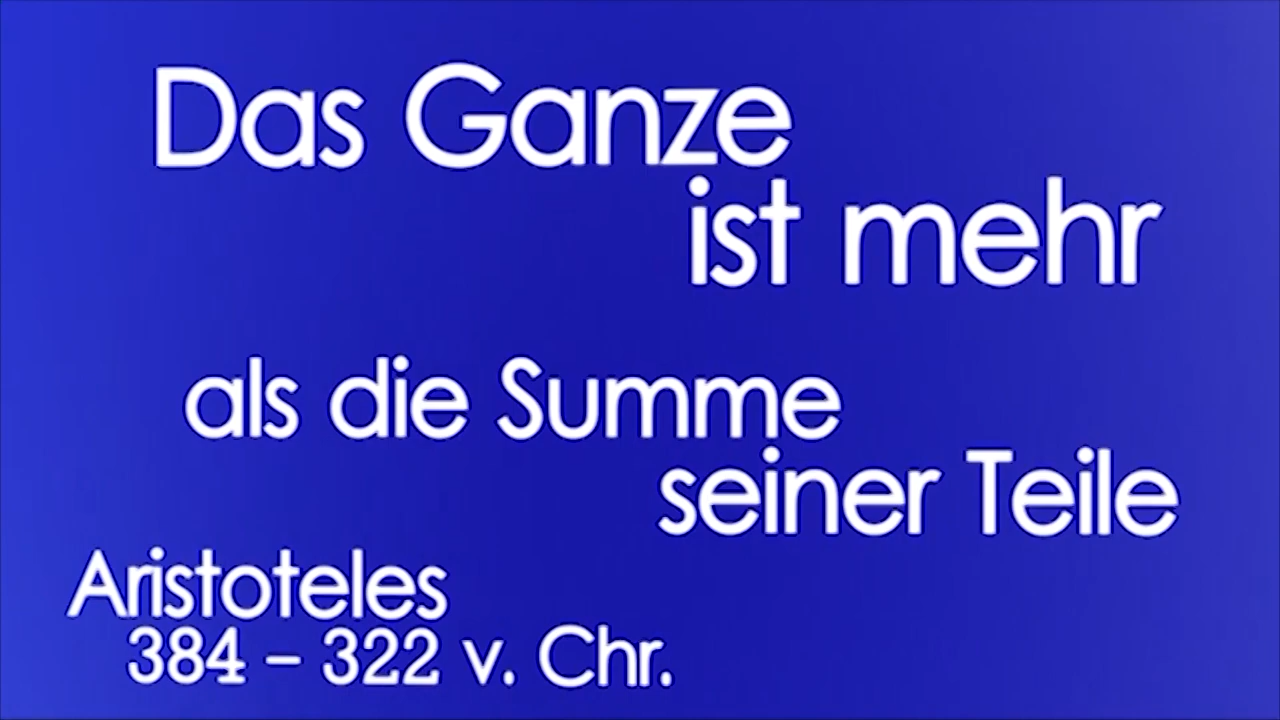 Das Ganze
ist mehr
als die Summe
seiner Teile
Aristoteles
384 – 322 v. Chr.